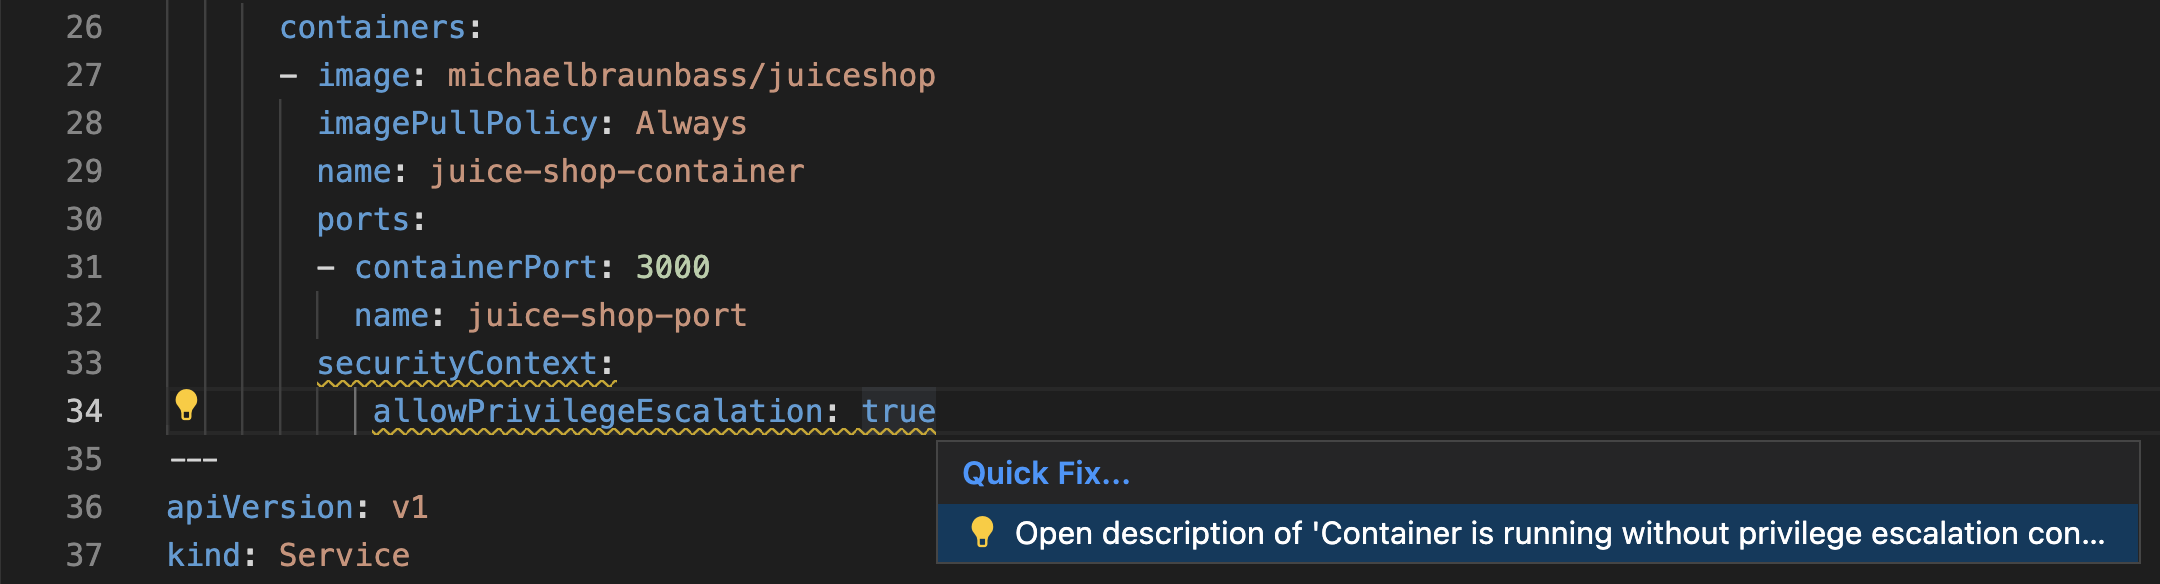 26 containers:
27 - image: michaelbraunbass/juiceshop
28 imagePullPolicy: Always
29 name: juice-shop-container
30 ports:
31 - containerPort: 3000
32 name: juice-shop-port
33 securityContext:
34 allowPrivilegeEscalation: true
35 ---
Quick Fix...
36 apiVersion: v1
Open description of 'Container is running without privilege escalation con...
37 kind: Service